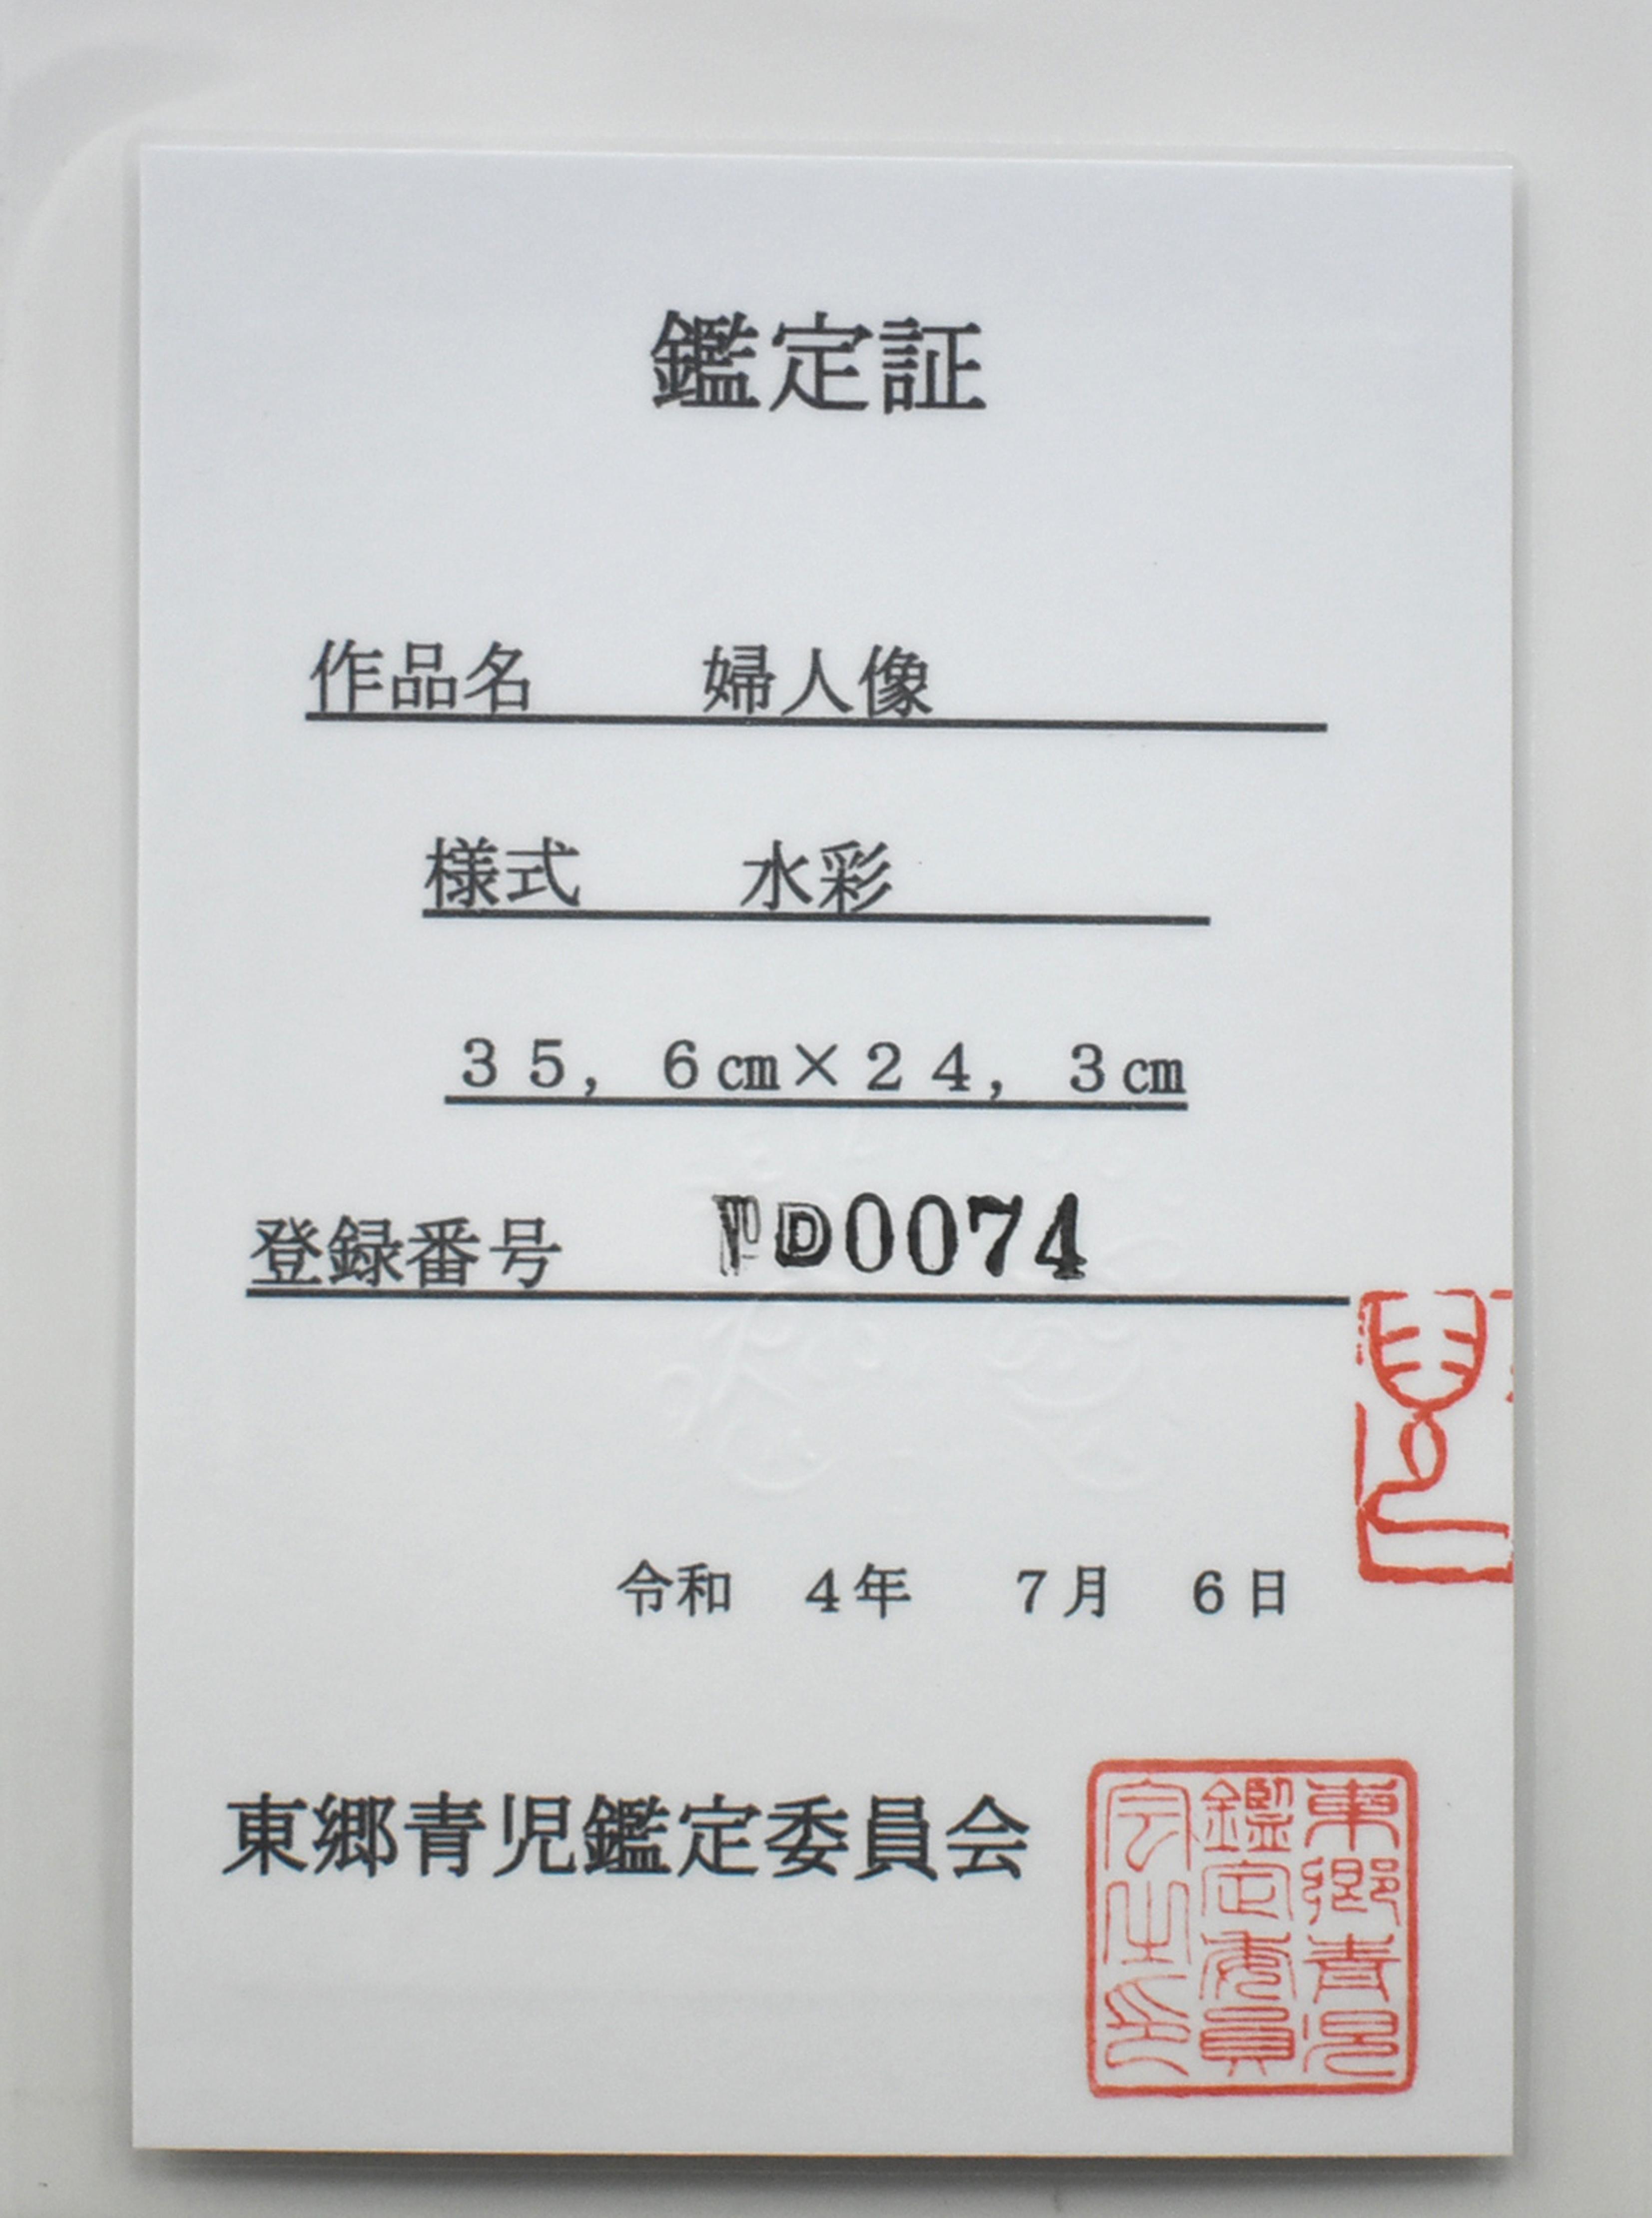 鑑定証
作品名　婦人像
様式　水彩
３５，６㎝×２４，３㎝
登録番号　D0074
令和　４年　７月　６日
東郷青児鑑定委員会
東郷青児
鑑定委員
会之印